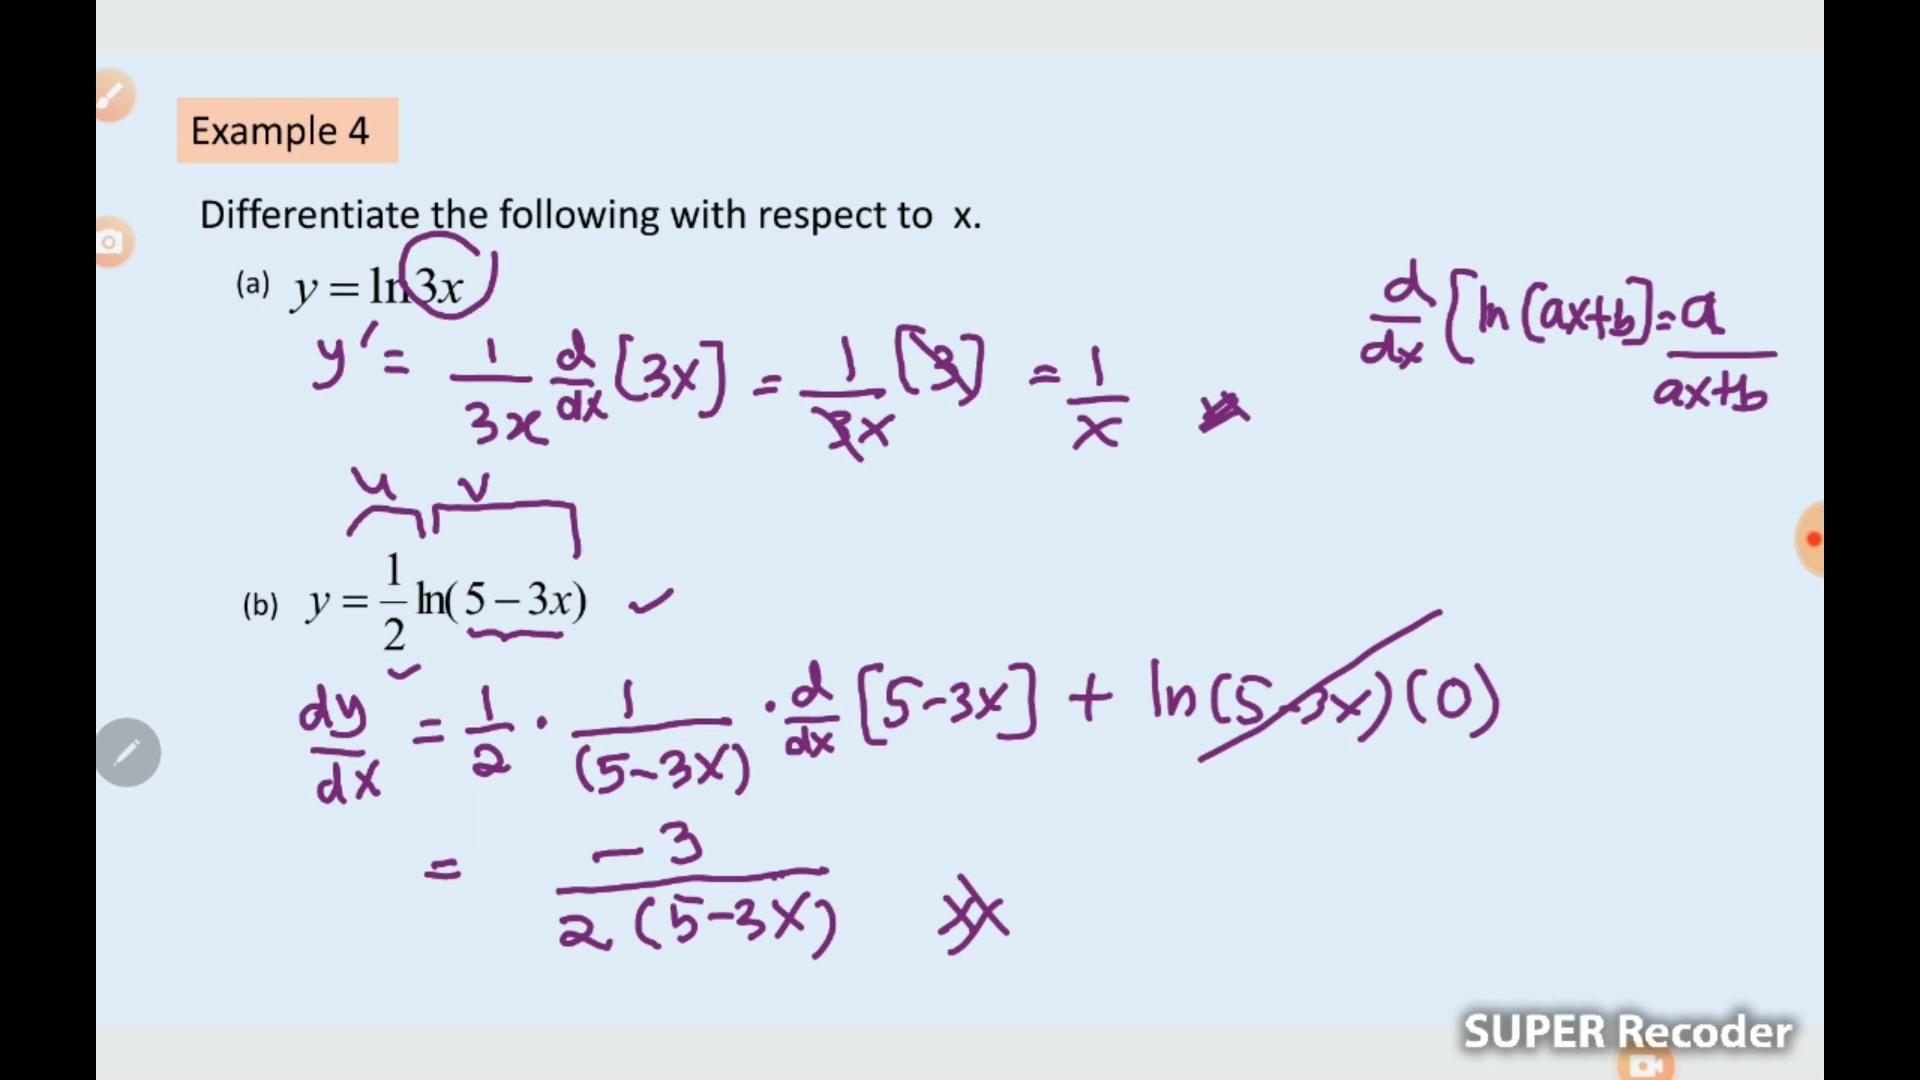 Example 4
Differentiate the following with respect to x.
(a) y = ln 3x
d/dx [ln (ax+b] = a/ax+b
y' = 1/3x d/dx [3x] = 1/3x [3] = 1/x
u v
(b) y = 1/2 ln( 5 − 3x) ✓
dy/dx = 1/2 · 1/(5-3x) · d/dx [5-3x] + ln (5-3x) (0)
= -3/2 (5-3x)
SUPER Recoder